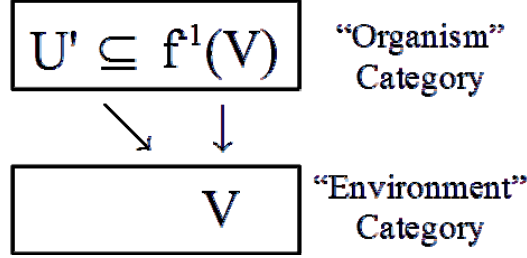 U' ⊆ f⁻¹(V)
“Organism”
Category
V
“Environment”
Category